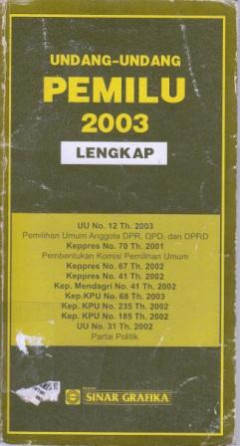 UNDANG-UNDANG
PEMILU
2003
LENGKAP
UU No. 12 Th. 2003
Pemilihan Umum Anggota DPR, DPD, dan DPRD
Keppres No. 70 Th. 2001
Pembentukan Komisi Pemilihan Umum
Keppres No. 67 Th. 2002
Keppres No. 41 Th. 2002
Kep. Mendagri No. 41 Th. 2002
Kep.KPU No. 68 Th. 2003
Kep. KPU No. 235 Th. 2002
Kep. KPU No. 185 Th. 2002
UU No. 31 Th. 2002
Partai Politik
SINAR GRAFIKA